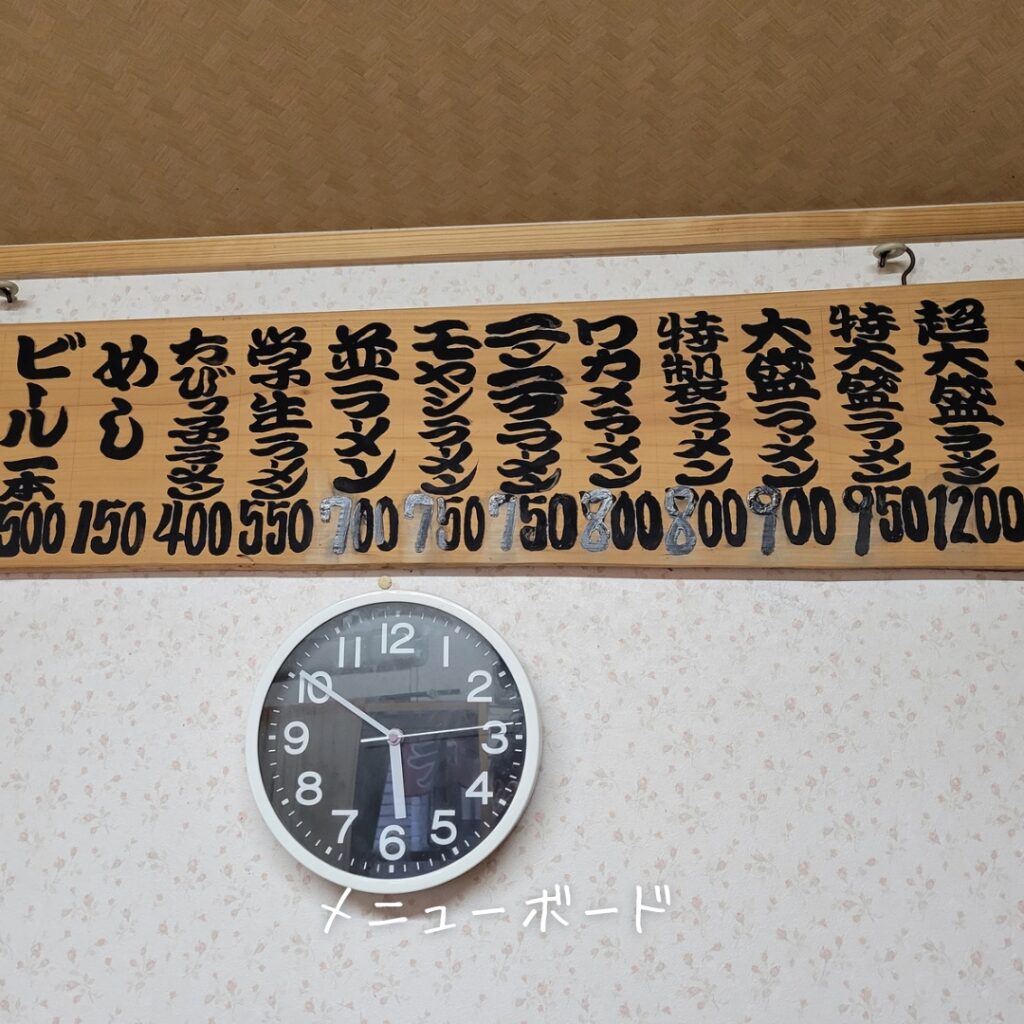 超大盛ラーメン
1200
特大盛ラーメン
950
大盛ラーメン
900
特製ラーメン
800
ワカメラーメン
800
750
モヤシラーメン
750
並ラーメン
700
学生ラーメン
550
ちびっ子ラーメン
400
めし
150
ビール一本
500
12
1
2
3
4
5
6
7
8
9
10
11
メニューボード